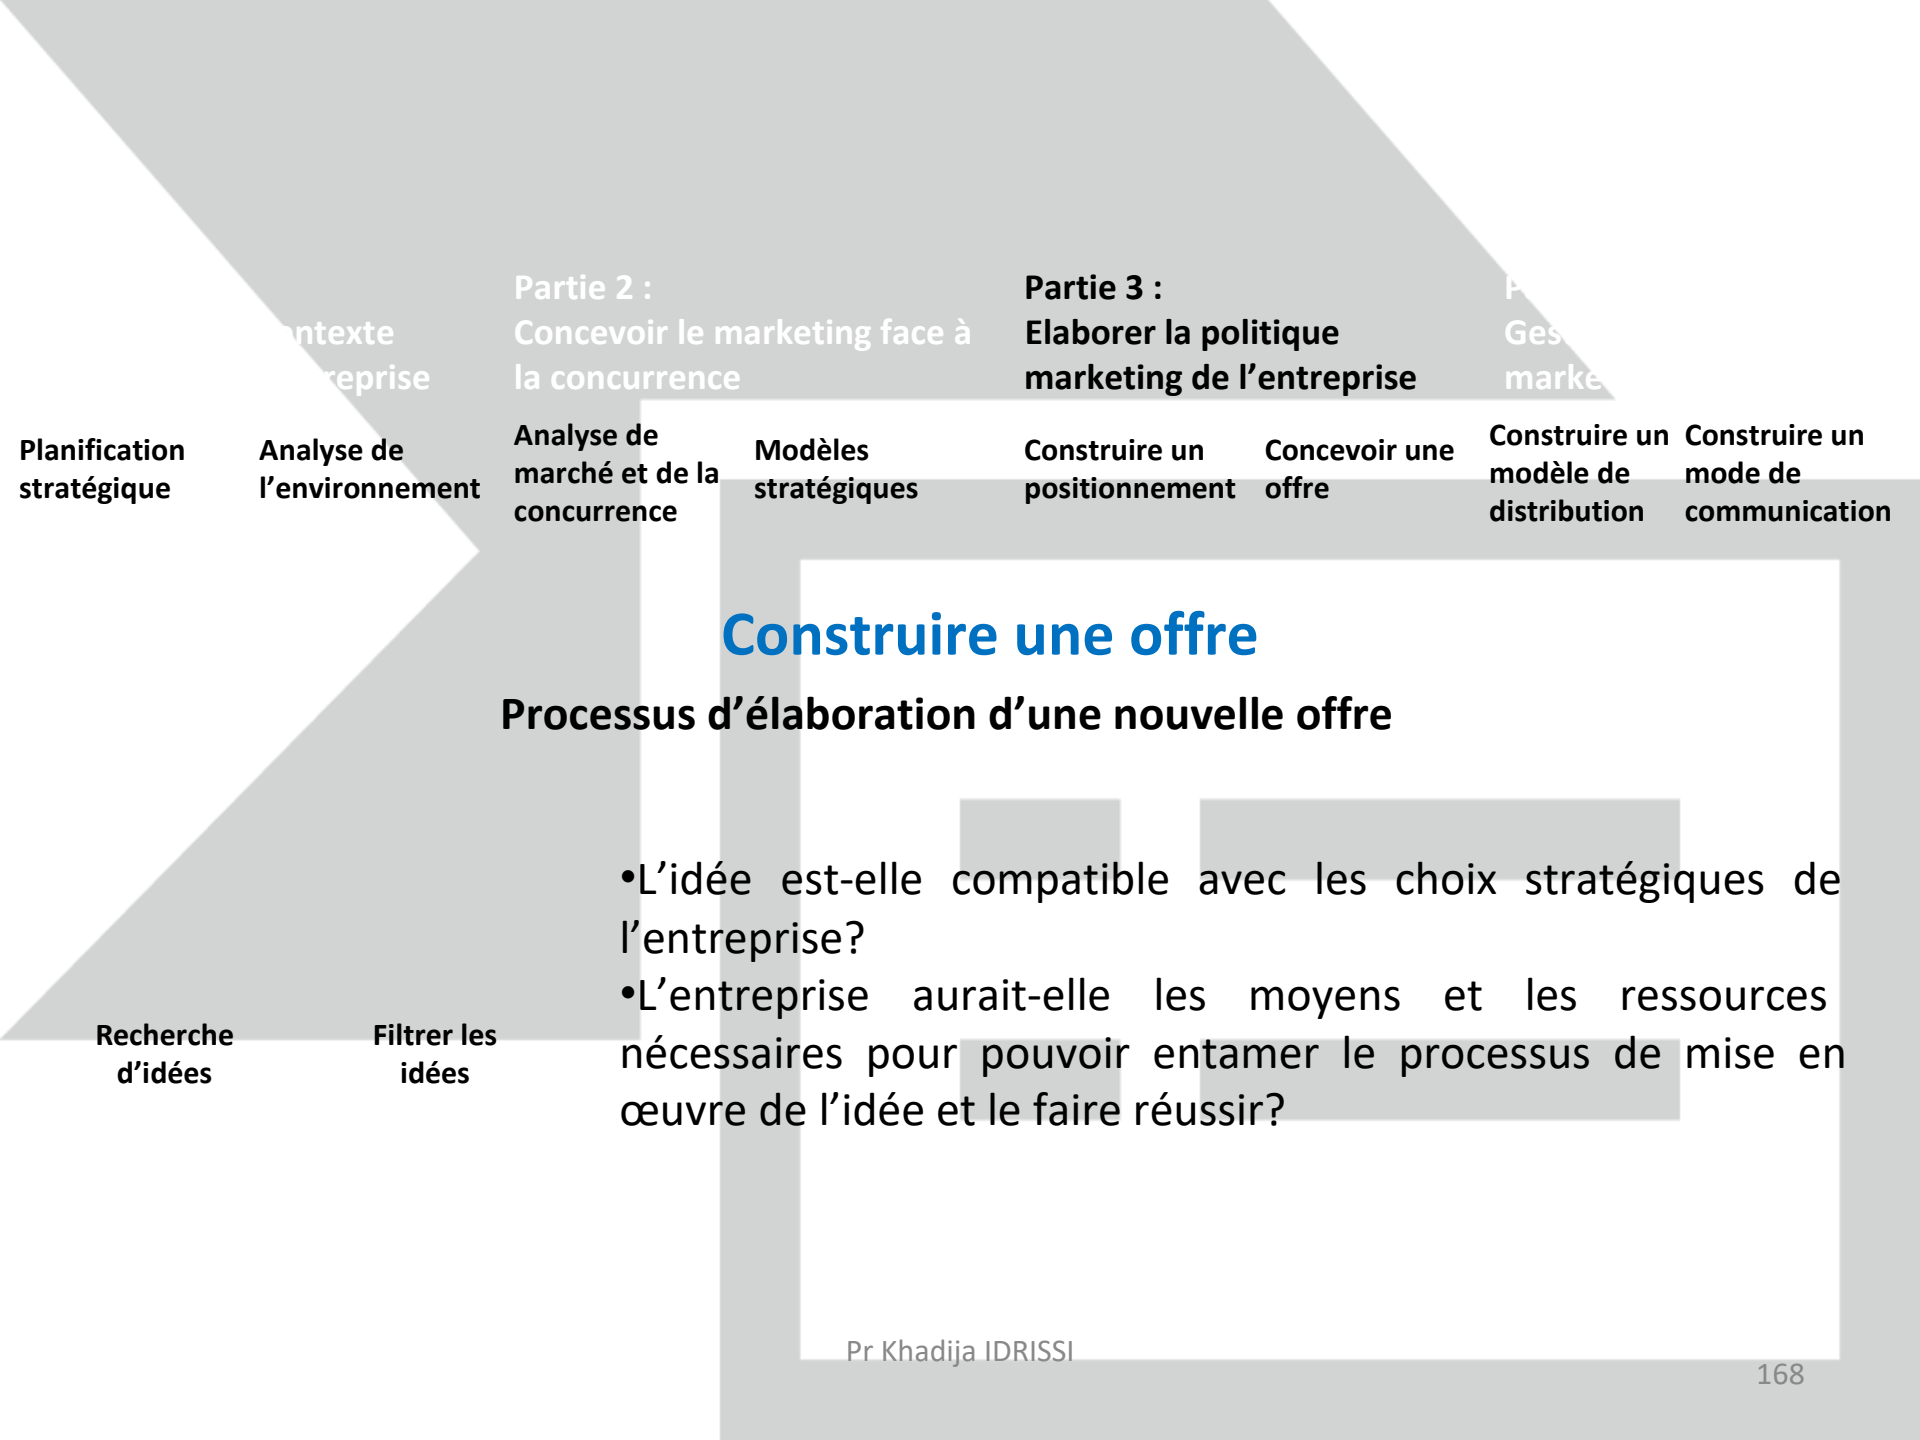 Partie 2 :
Concevoir le marketing face à
la concurrence
Partie 3 :
Elaborer la politique
marketing de l’entreprise
Planification
stratégique
Analyse de
l’environnement
Analyse de
marché et de la
concurrence
Modèles
stratégiques
Construire un
positionnement
Concevoir une
offre
Construire un
modèle de
distribution
Construire un
mode de
communication
Construire une offre
Processus d’élaboration d’une nouvelle offre
•L’idée est-elle compatible avec les choix stratégiques de
l’entreprise?
•L’entreprise aurait-elle les moyens et les ressources
nécessaires pour pouvoir entamer le processus de mise en
œuvre de l’idée et le faire réussir?
Recherche
d’idées
Filtrer les
idées
Pr Khadija IDRISSI
168